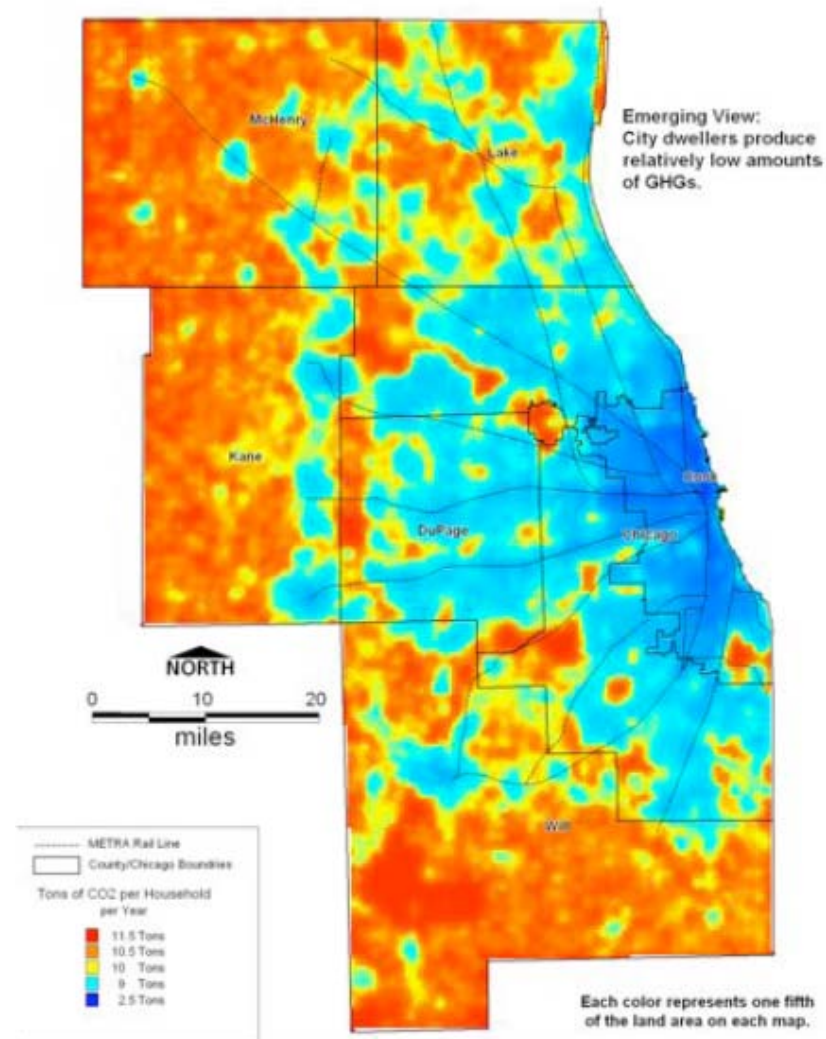 Emerging View:
City dwellers produce
relatively low amounts
of GHGs.
McHenry
Lake
Kane
Cook
DuPage
Chicago
Will
NORTH
0 10 20
miles
METRA Rail Line
County/Chicago Boundries
Tons of CO2 per Household
per Year
11.5 Tons
10.5 Tons
10 Tons
9 Tons
2.5 Tons
Each color represents one fifth
of the land area on each map.